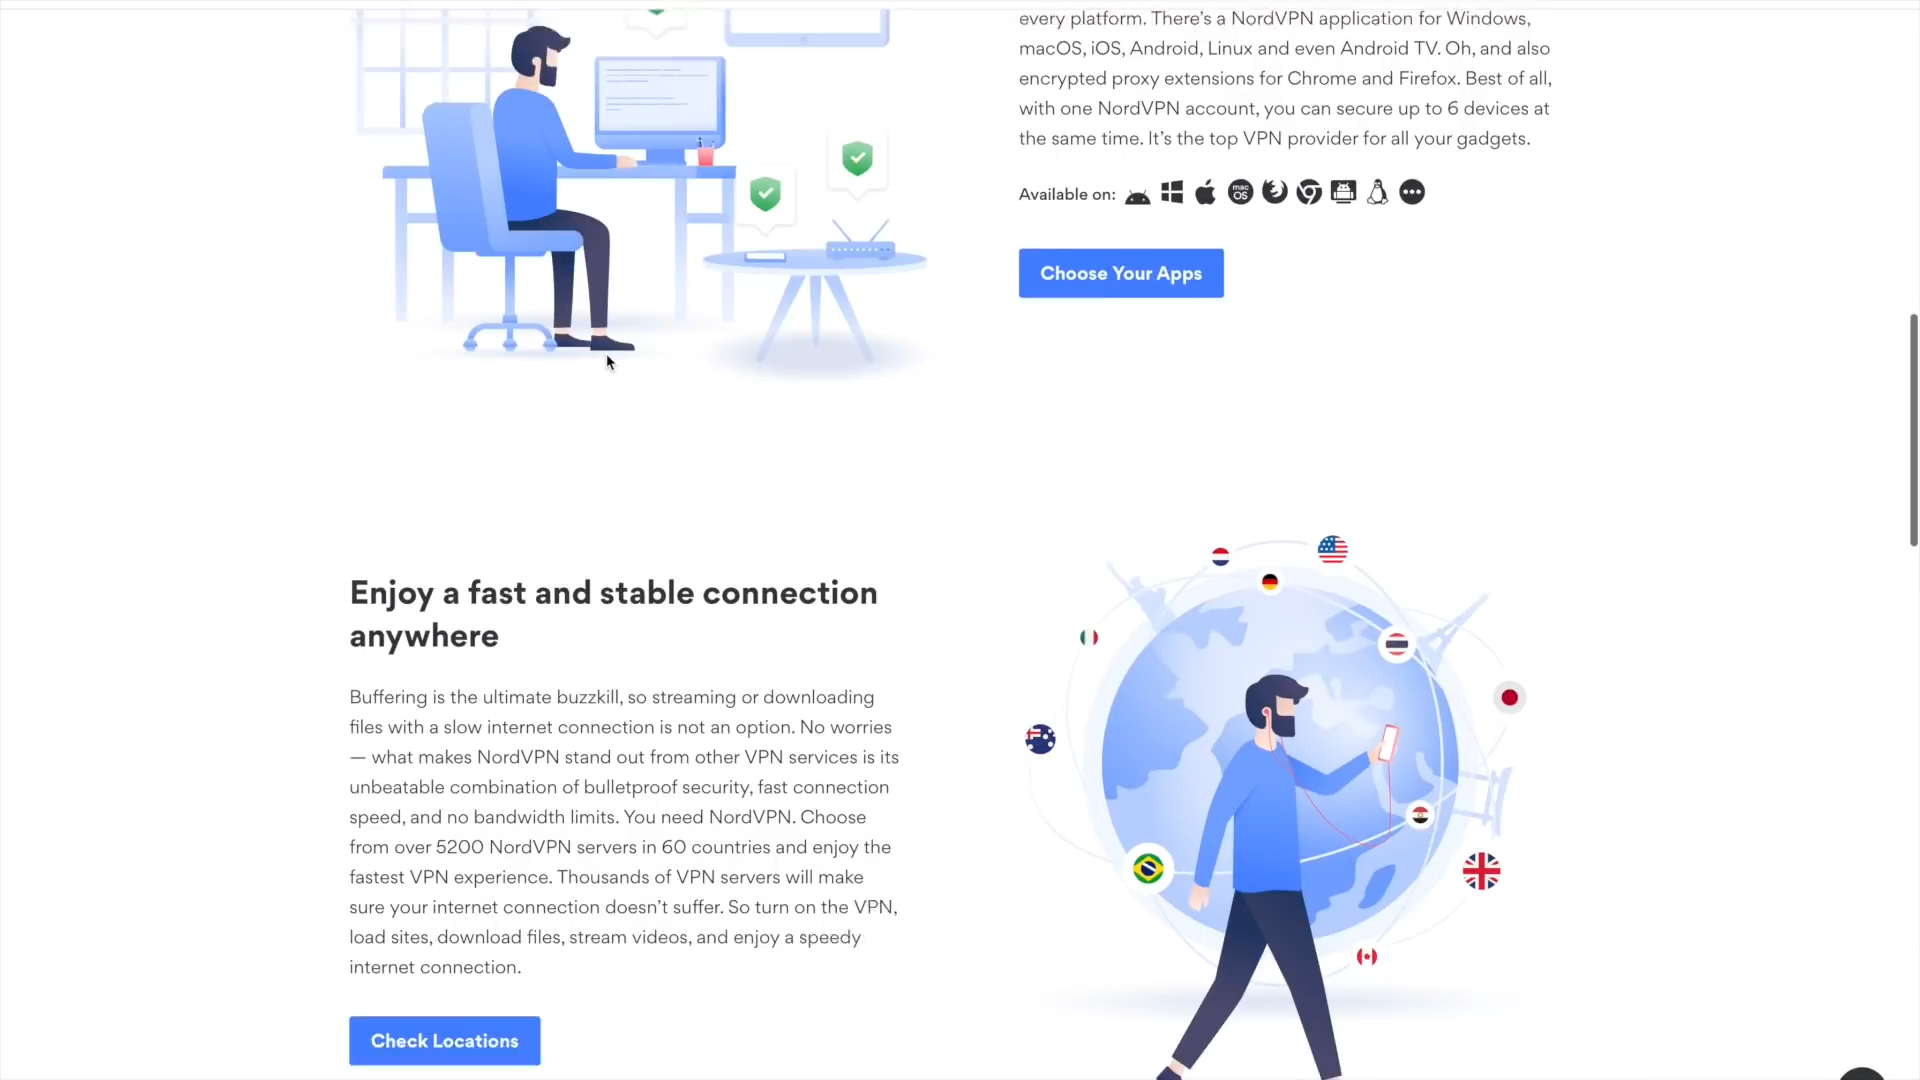 every platform. There's a NordVPN application for Windows,
macOS, iOS, Android, Linux and even Android TV. Oh, and also
encrypted proxy extensions for Chrome and Firefox. Best of all,
with one NordVPN account, you can secure up to 6 devices at
the same time. It's the top VPN provider for all your gadgets.
Available on:
mac
OS
Choose Your Apps
Enjoy a fast and stable connection
anywhere
Buffering is the ultimate buzzkill, so streaming or downloading
files with a slow internet connection is not an option. No worries
— what makes NordVPN stand out from other VPN services is its
unbeatable combination of bulletproof security, fast connection
speed, and no bandwidth limits. You need NordVPN. Choose
from over 5200 NordVPN servers in 60 countries and enjoy the
fastest VPN experience. Thousands of VPN servers will make
sure your internet connection doesn't suffer. So turn on the VPN,
load sites, download files, stream videos, and enjoy a speedy
internet connection.
Check Locations